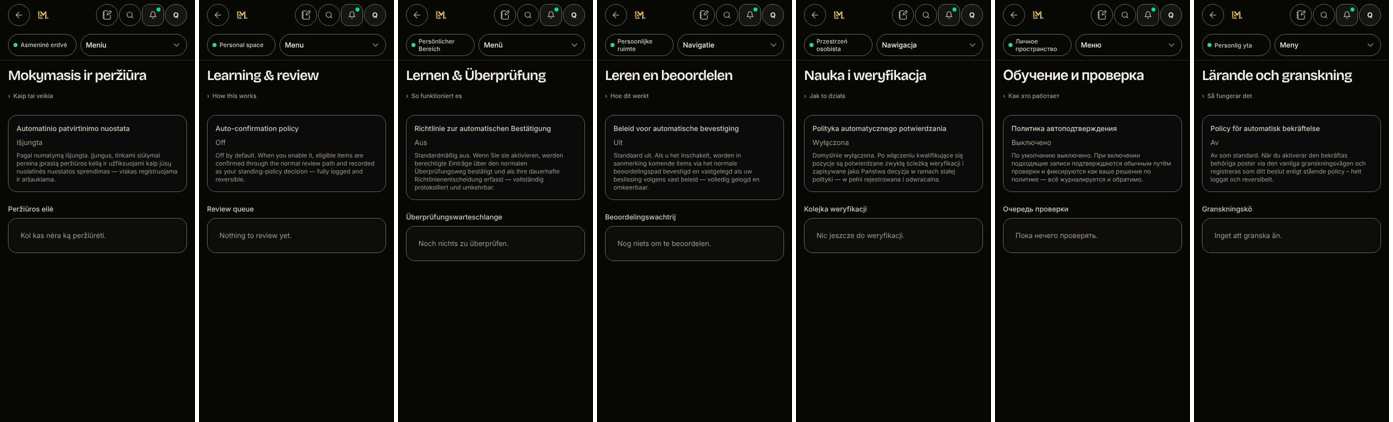 Asmeninė erdvė
Meniu
Mokymasis ir peržiūra
› Kaip tai veikia
Automatinio patvirtinimo nuostata
Išjungta
Pagal numatymą išjungta. Įjungus, tinkami siūlymai
pereina įprastą peržiūros kelią ir užfiksuojami kaip jūsų
nuolatinės nuostatos sprendimas — viskas registruojama
ir atšaukiama.
Peržiūros eilė
Kol kas nėra ką peržiūrėti.
Q
Personal space
Menu
Learning & review
› How this works
Auto-confirmation policy
Off
Off by default. When you enable it, eligible items are
confirmed through the normal review path and recorded
as your standing-policy decision — fully logged and
reversible.
Review queue
Nothing to review yet.
Q
Persönlicher
Bereich
Menü
Lernen & Überprüfung
› So funktioniert es
Richtlinie zur automatischen Bestätigung
Aus
Standardmäßig aus. Wenn Sie sie aktivieren, werden
berechtigte Einträge über den normalen
Überprüfungsweg bestätigt und als Ihre dauerhafte
Richtlinienentscheidung erfasst — vollständig
protokolliert und umkehrbar.
Überprüfungswarteschlange
Noch nichts zu überprüfen.
Q
Persoonlijke
ruimte
Navigatie
Leren en beoordelen
› Hoe dit werkt
Beleid voor automatische bevestiging
Uit
Standaard uit. Als u het inschakelt, worden in
aanmerking komende items via het normale
beoordelingspad bevestigd en vastgelegd als uw
beslissing volgens vast beleid — volledig gelogd en
omkeerbaar.
Beoordelingswachtrij
Nog niets om te beoordelen.
Q
Przestrzeń
osobista
Nawigacja
Nauka i weryfikacja
› Jak to działa
Polityka automatycznego potwierdzania
Wyłączona
Domyślnie wyłączona. Po włączeniu kwalifikujące się
pozycje są potwierdzane zwykłą ścieżką weryfikacji i
zapisywane jako Państwa decyzja w ramach stałej
polityki — w pełni rejestrowana i odwracalna.
Kolejka weryfikacji
Nic jeszcze do weryfikacji.
Q
Личное
пространство
Меню
Обучение и проверка
› Как это работает
Политика автоподтверждения
Выключено
По умолчанию выключено. При включении
подходящие записи подтверждаются обычным путём
проверки и фиксируются как ваше решение по
политике — всё журналируется и обратимо.
Очередь проверки
Пока нечего проверять.
Q
Personlig yta
Meny
Lärande och granskning
› Så fungerar det
Policy för automatisk bekräftelse
Av
Av som standard. När du aktiverar den bekräftas
behöriga poster via den vanliga granskningsvägen och
registreras som ditt beslut enligt stående policy – helt
loggat och reversibelt.
Granskningskö
Inget att granska än.
Q